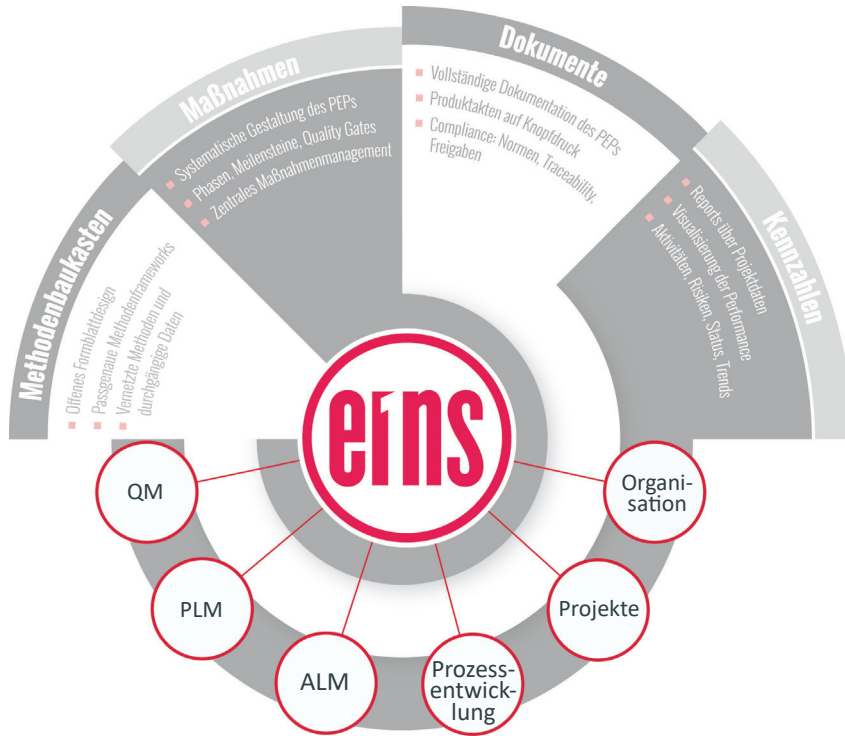 Methodenbaukasten
Offenes Formblattdesign
Passgenaue Methodenframeworks
Vernetzte Methoden und
durchgängige Daten
Maßnahmen
Systematische Gestaltung des PEPs
Phasen, Meilensteine, Quality Gates
Zentrales Maßnahmenmanagement
Dokumente
Vollständige Dokumentation des PEPs
Produktakten auf Knopfdruck
Compliance: Normen, Traceability,
Freigaben
Kennzahlen
Reports über Projektdaten
Visualisierung der Performance
Aktivitäten, Risiken, Status, Trends
e1ns
QM
PLM
ALM
Prozess-
entwick-
lung
Projekte
Organi-
sation